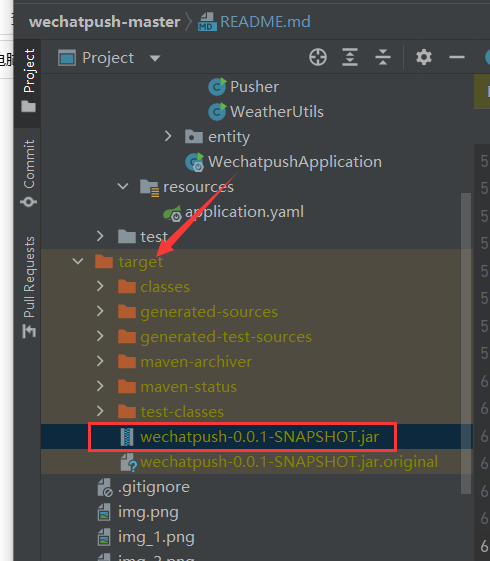 wechatpush-master
README.md
Project
Project
Commit
Pull Requests
Pusher
WeatherUtils
entity
WechatpushApplication
resources
application.yaml
test
target
classes
generated-sources
generated-test-sources
maven-archiver
maven-status
test-classes
wechatpush-0.0.1-SNAPSHOT.jar
wechatpush-0.0.1-SNAPSHOT.jar.original
.gitignore
img.png
img_1.png